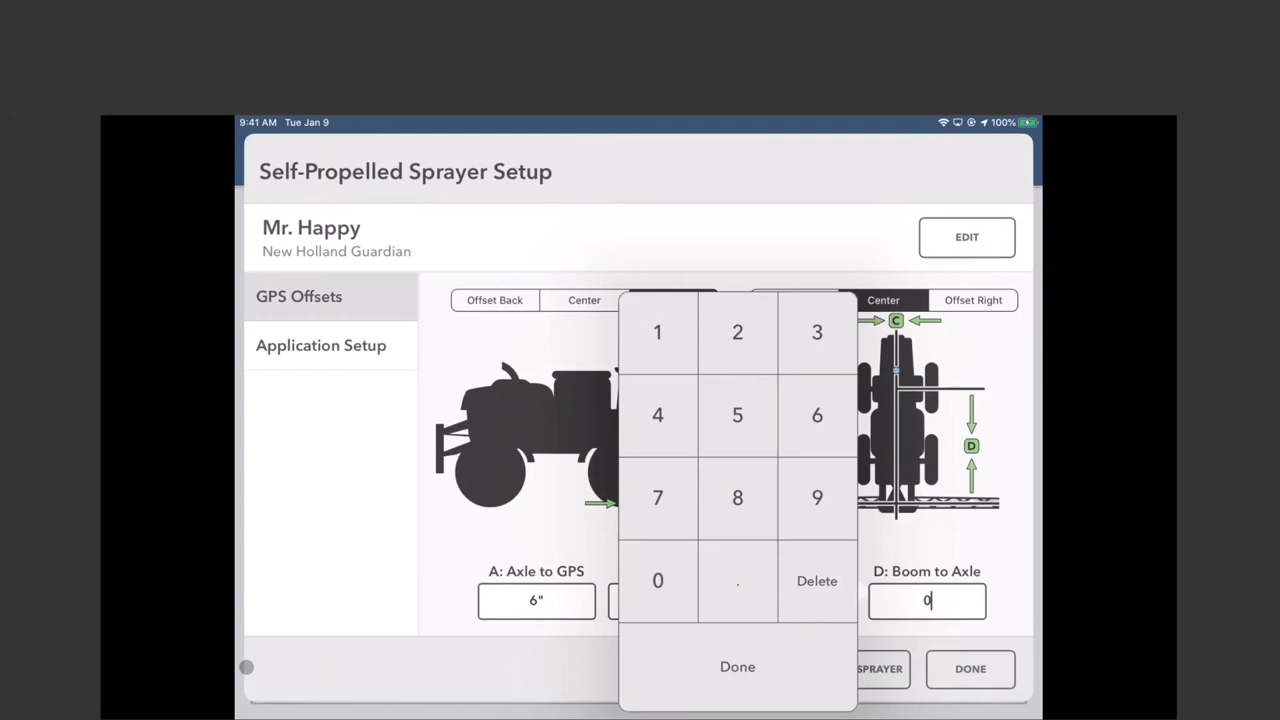 9:41 AM Tue Jan 9
100%
Self-Propelled Sprayer Setup
Mr. Happy
New Holland Guardian
EDIT
GPS Offsets
Application Setup
Offset Back
Center
Center
Offset Right
C
D
1
2
3
4
5
6
7
8
9
0
.
Delete
Done
A: Axle to GPS
6"
D: Boom to Axle
0
SPRAYER
DONE